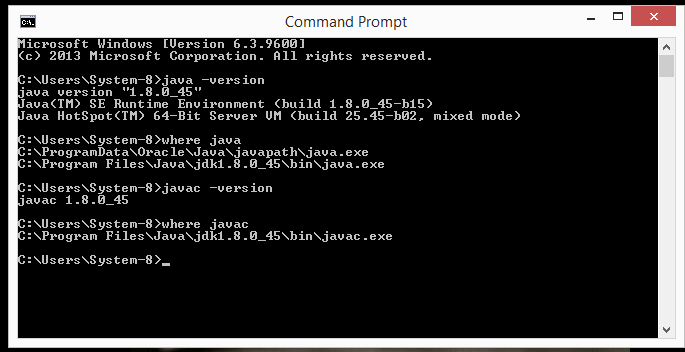 Command Prompt
Microsoft Windows [Version 6.3.9600]
(c) 2013 Microsoft Corporation. All rights reserved.
C:\Users\System-8>java -version
java version "1.8.0_45"
Java(TM) SE Runtime Environment (build 1.8.0_45-b15)
Java HotSpot(TM) 64-Bit Server VM (build 25.45-b02, mixed mode)
C:\Users\System-8>where java
C:\ProgramData\Oracle\Java\javapath\java.exe
C:\Program Files\Java\jdk1.8.0_45\bin\java.exe
C:\Users\System-8>javac -version
javac 1.8.0_45
C:\Users\System-8>where javac
C:\Program Files\Java\jdk1.8.0_45\bin\javac.exe
C:\Users\System-8>_